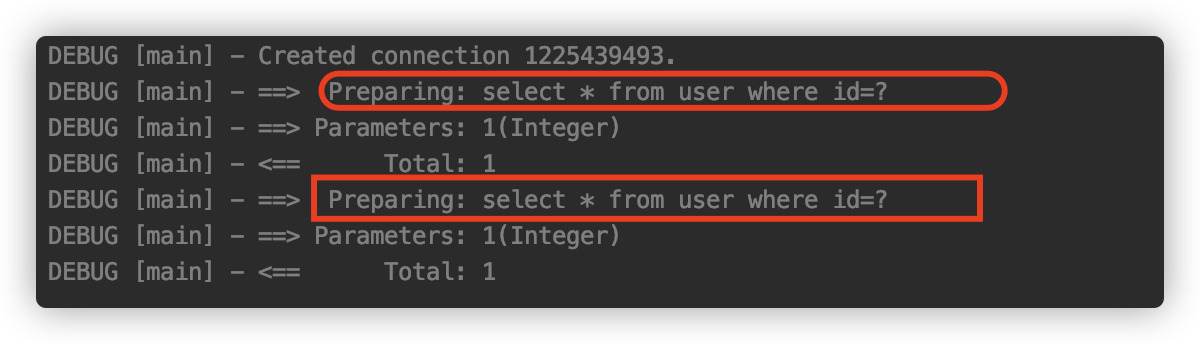 DEBUG [main] - Created connection 1225439493.
DEBUG [main] - ==>  Preparing: select * from user where id=?
DEBUG [main] - ==> Parameters: 1(Integer)
DEBUG [main] - <==      Total: 1
DEBUG [main] - ==>  Preparing: select * from user where id=?
DEBUG [main] - ==> Parameters: 1(Integer)
DEBUG [main] - <==      Total: 1